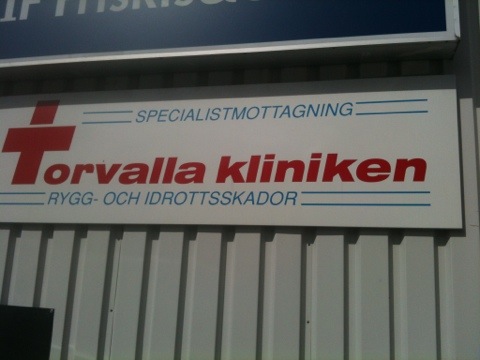 SPECIALISTMOTTAGNING
Torvalla kliniken
RYGG- OCH IDROTTSSKADOR